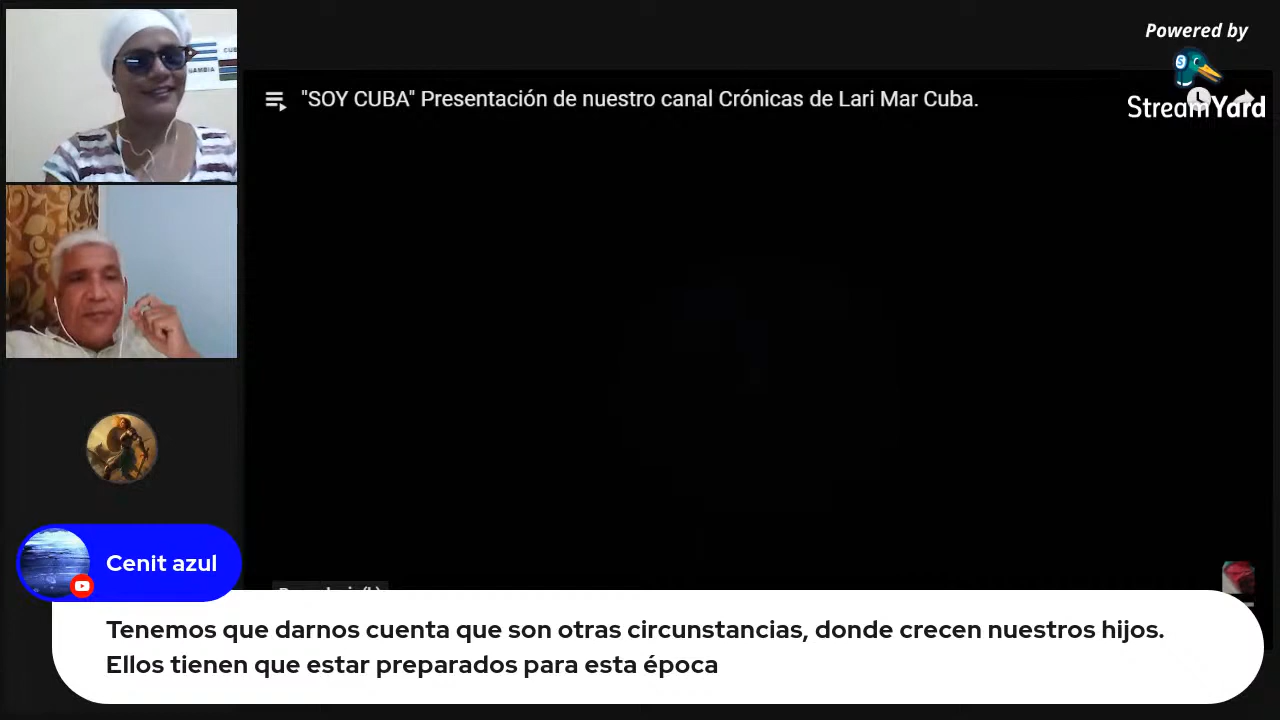 Powered by
StreamYard
"SOY CUBA" Presentación de nuestro canal Crónicas de Lari Mar Cuba.
Cenit azul
Tenemos que darnos cuenta que son otras circunstancias, donde crecen nuestros hijos.
Ellos tienen que estar preparados para esta época